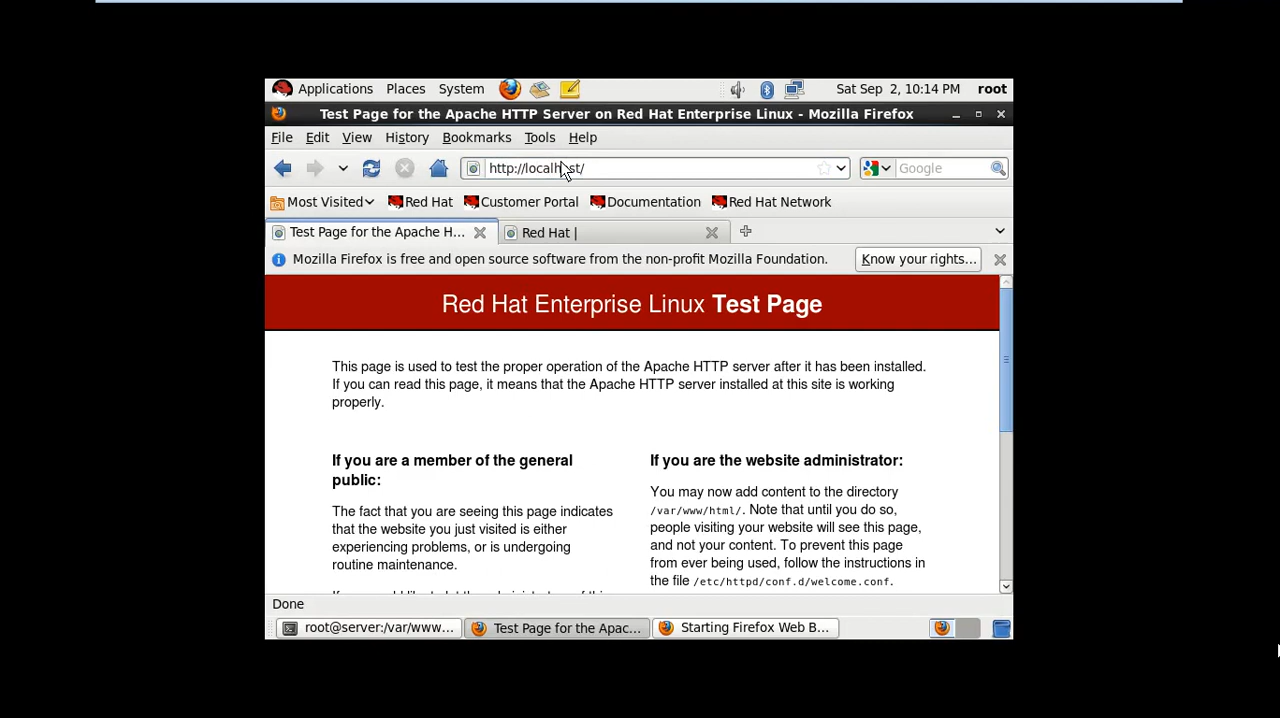 Applications Places System Sat Sep 2, 10:14 PM root
Test Page for the Apache HTTP Server on Red Hat Enterprise Linux - Mozilla Firefox
File Edit View History Bookmarks Tools Help
http://localhost/ Google
Most Visited Red Hat Customer Portal Documentation Red Hat Network
Test Page for the Apache H... Red Hat |
Mozilla Firefox is free and open source software from the non-profit Mozilla Foundation. Know your rights...
Red Hat Enterprise Linux Test Page
This page is used to test the proper operation of the Apache HTTP server after it has been installed.
If you can read this page, it means that the Apache HTTP server installed at this site is working
properly.
If you are a member of the general
public:
The fact that you are seeing this page indicates
that the website you just visited is either
experiencing problems, or is undergoing
routine maintenance.
If you are the website administrator:
You may now add content to the directory
/var/www/html/. Note that until you do so,
people visiting your website will see this page,
and not your content. To prevent this page
from ever being used, follow the instructions in
the file /etc/httpd/conf.d/welcome.conf.
Done
root@server:/var/www... Test Page for the Apac... Starting Firefox Web B...